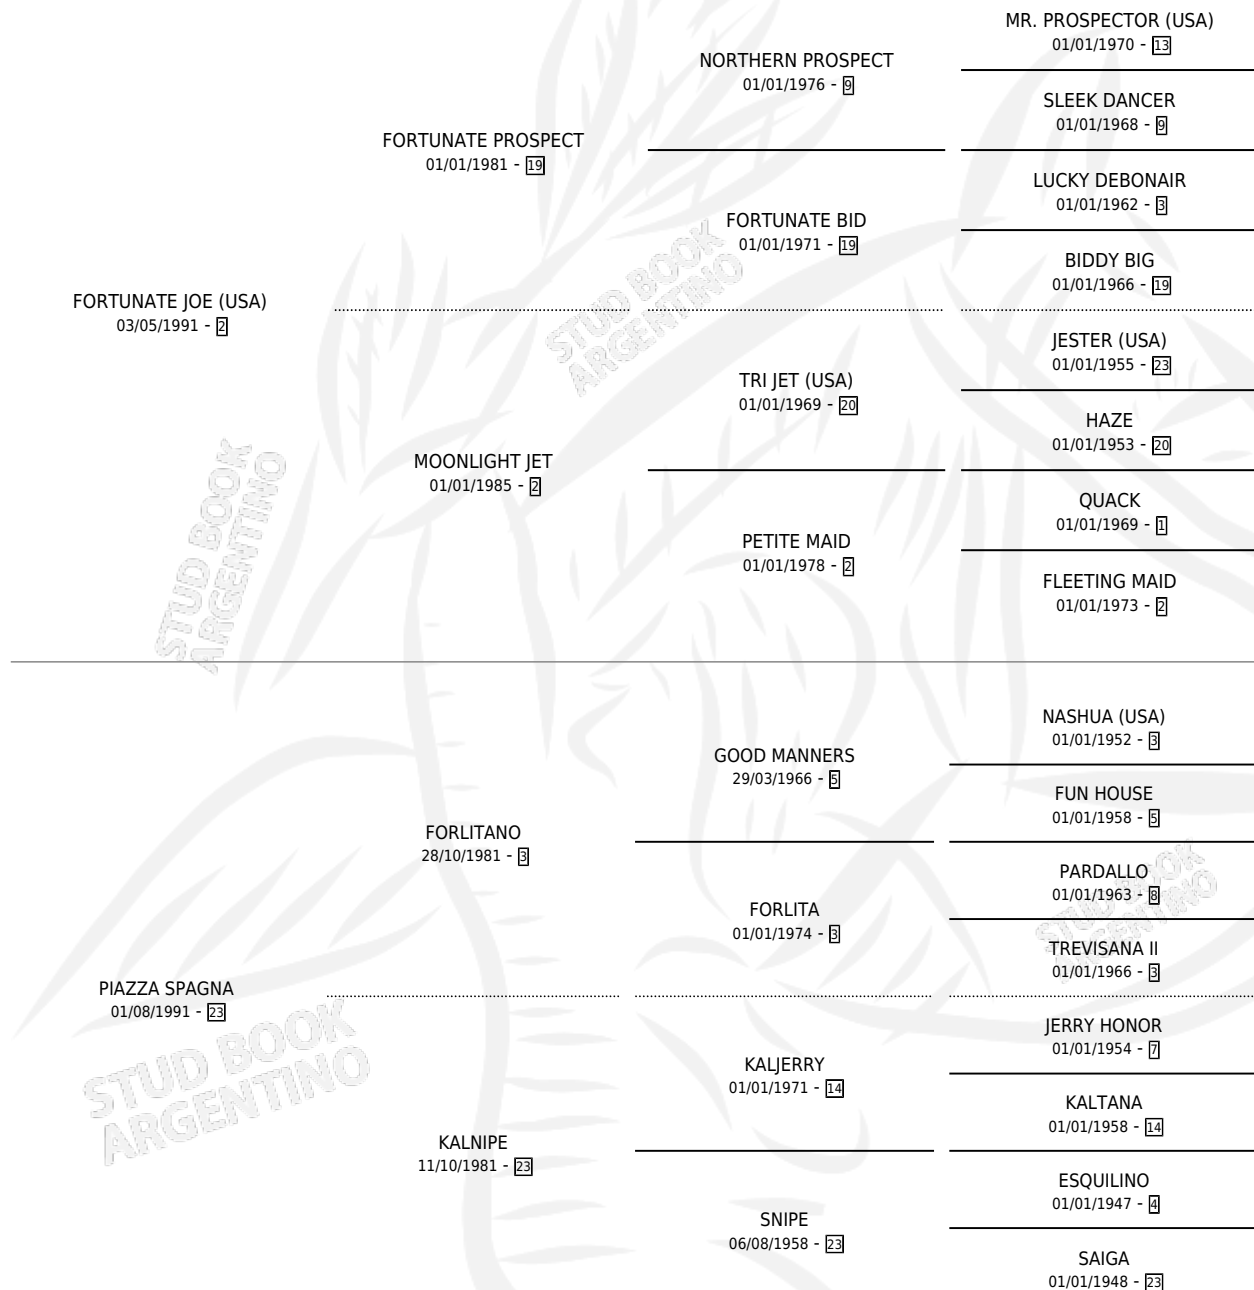 MR. PROSPECTOR (USA)
01/01/1970 - 13
NORTHERN PROSPECT
01/01/1976 - 9
SLEEK DANCER
01/01/1968 - 9
FORTUNATE PROSPECT
01/01/1981 - 19
LUCKY DEBONAIR
01/01/1962 - 3
FORTUNATE BID
01/01/1971 - 19
BIDDY BIG
01/01/1966 - 19
FORTUNATE JOE (USA)
03/05/1991 - 2
JESTER (USA)
01/01/1955 - 23
TRI JET (USA)
01/01/1969 - 20
HAZE
01/01/1953 - 20
MOONLIGHT JET
01/01/1985 - 2
QUACK
01/01/1969 - 1
PETITE MAID
01/01/1978 - 2
FLEETING MAID
01/01/1973 - 2
NASHUA (USA)
01/01/1952 - 3
GOOD MANNERS
29/03/1966 - 5
FUN HOUSE
01/01/1958 - 5
FORLITANO
28/10/1981 - 3
PARDALLO
01/01/1963 - 8
FORLITA
01/01/1974 - 3
TREVISANA II
01/01/1966 - 3
PIAZZA SPAGNA
01/08/1991 - 23
JERRY HONOR
01/01/1954 - 7
KALJERRY
01/01/1971 - 14
KALTANA
01/01/1958 - 14
KALNIPE
11/10/1981 - 23
ESQUILINO
01/01/1947 - 4
SNIPE
06/08/1958 - 23
SAIGA
01/01/1948 - 23
STUD BOOK
ARGENTINO
STUD BOOK
ARGENTINO
STUD BOOK
ARGENTINO
STUD BOOK
ARGENTINO